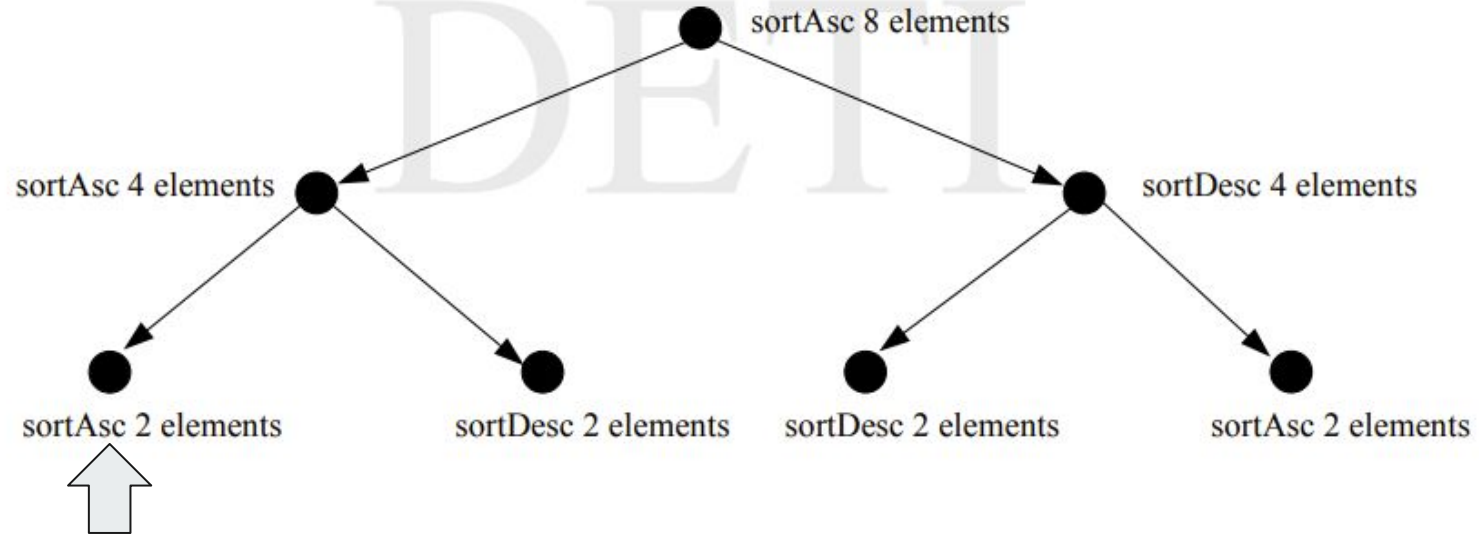 DETI
sortAsc 8 elements
sortAsc 4 elements
sortDesc 4 elements
sortAsc 2 elements
sortDesc 2 elements
sortDesc 2 elements
sortAsc 2 elements